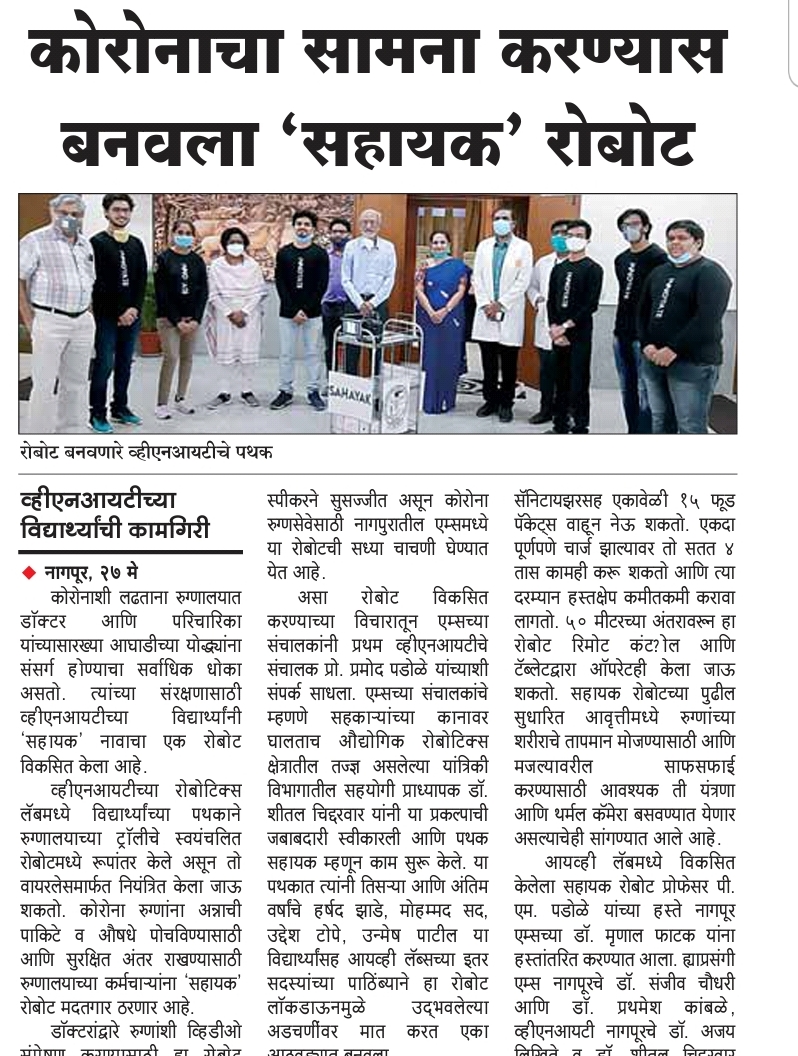 कोरोनाचा सामना करण्यास
बनवला ‘सहायक’ रोबोट
SAHAYAK
रोबोट बनवणारे व्हीएनआयटीचे पथक
व्हीएनआयटीच्या
विद्यार्थ्यांची कामगिरी
◆ नागपूर, २७ मे
कोरोनाशी लढताना रुग्णालयात
डॉक्टर आणि परिचारिका
यांच्यासारख्या आघाडीच्या योद्ध्यांना
संसर्ग होण्याचा सर्वाधिक धोका
असतो. त्यांच्या संरक्षणासाठी
व्हीएनआयटीच्या विद्यार्थ्यांनी
‘सहायक’ नावाचा एक रोबोट
विकसित केला आहे.
व्हीएनआयटीच्या रोबोटिक्स
लॅबमध्ये विद्यार्थ्यांच्या पथकाने
रुग्णालयाच्या ट्रॉलीचे स्वयंचलित
रोबोटमध्ये रूपांतर केले असून तो
वायरलेसमार्फत नियंत्रित केला जाऊ
शकतो. कोरोना रुग्णांना अन्नाची
पाकिटे व औषधे पोचविण्यासाठी
आणि सुरक्षित अंतर राखण्यासाठी
रुग्णालयाच्या कर्मचाऱ्यांना ‘सहायक’
रोबोट मदतगार ठरणार आहे.
डॉक्टरांद्वारे रुग्णांशी व्हिडीओ
संप्रेषण करण्यासाठी हा रोबोट
स्पीकरने सुसज्जीत असून कोरोना
रुग्णसेवेसाठी नागपुरातील एम्समध्ये
या रोबोटची सध्या चाचणी घेण्यात
येत आहे.
असा रोबोट विकसित
करण्याच्या विचारातून एम्सच्या
संचालकांनी प्रथम व्हीएनआयटीचे
संचालक प्रो. प्रमोद पडोळे यांच्याशी
संपर्क साधला. एम्सच्या संचालकांचे
म्हणणे सहकाऱ्यांच्या कानावर
घालताच औद्योगिक रोबोटिक्स
क्षेत्रातील तज्ज्ञ असलेल्या यांत्रिकी
विभागातील सहयोगी प्राध्यापक डॉ.
शीतल चिद्दरवार यांनी या प्रकल्पाची
जबाबदारी स्वीकारली आणि पथक
सहायक म्हणून काम सुरू केले. या
पथकात त्यांनी तिसऱ्या आणि अंतिम
वर्षांचे हर्षद झाडे, मोहम्मद सद,
उद्देश टोपे, उन्मेष पाटील या
विद्यार्थ्यांसह आयव्ही लॅब्सच्या इतर
सदस्यांच्या पाठिंब्याने हा रोबोट
लॉकडाऊनमुळे उद्भवलेल्या
अडचणींवर मात करत एका
आठवड्यात बनवला.
सॅनिटायझरसह एकावेळी १५ फूड
पॅकेट्स वाहून नेऊ शकतो. एकदा
पूर्णपणे चार्ज झाल्यावर तो सतत ४
तास कामही करू शकतो आणि त्या
दरम्यान हस्तक्षेप कमीतकमी करावा
लागतो. ५० मीटरच्या अंतरावरून हा
रोबोट रिमोट कंट?ोल आणि
टॅब्लेटद्वारा ऑपरेटही केला जाऊ
शकतो. सहायक रोबोटच्या पुढील
सुधारित आवृत्तीमध्ये रुग्णांच्या
शरीराचे तापमान मोजण्यासाठी आणि
मजल्यावरील साफसफाई
करण्यासाठी आवश्यक ती यंत्रणा
आणि थर्मल कॅमेरा बसवण्यात येणार
असल्याचेही सांगण्यात आले आहे.
आयव्ही लॅबमध्ये विकसित
केलेला सहायक रोबोट प्रोफेसर पी.
एम. पडोळे यांच्या हस्ते नागपूर
एम्सच्या डॉ. मृणाल फाटक यांना
हस्तांतरित करण्यात आला. ह्याप्रसंगी
एम्स नागपूरचे डॉ. संजीव चौधरी
आणि डॉ. प्रथमेश कांबळे,
व्हीएनआयटी नागपूरचे डॉ. अजय
लिखिते व डॉ. शीतल चिद्दरवार